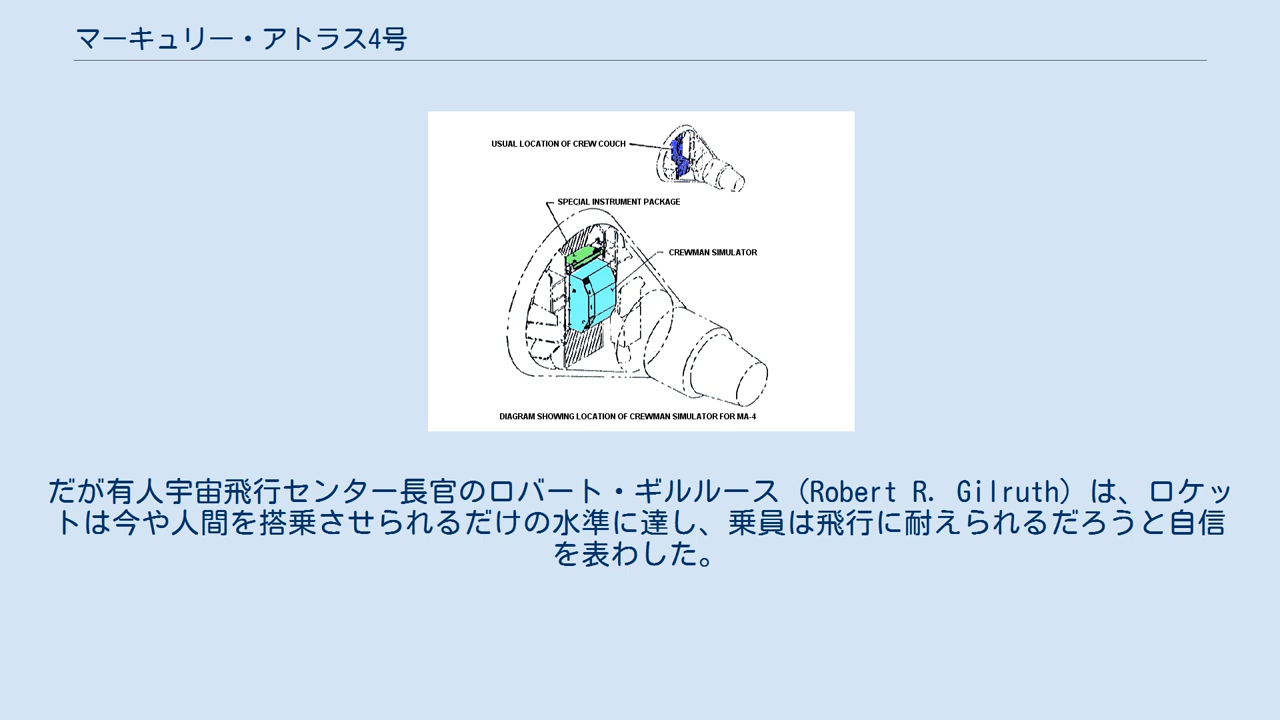 マーキュリー・アトラス4号
USUAL LOCATION OF CREW COUCH
SPECIAL INSTRUMENT PACKAGE
CREWMAN SIMULATOR
DIAGRAM SHOWING LOCATION OF CREWMAN SIMULATOR FOR MA-4
だが有人宇宙飛行センター長官のロバート・ギルルース（Robert R. Gilruth）は、ロケッ
トは今や人間を搭乗させられるだけの水準に達し、乗員は飛行に耐えられるだろうと自信
を表わした。